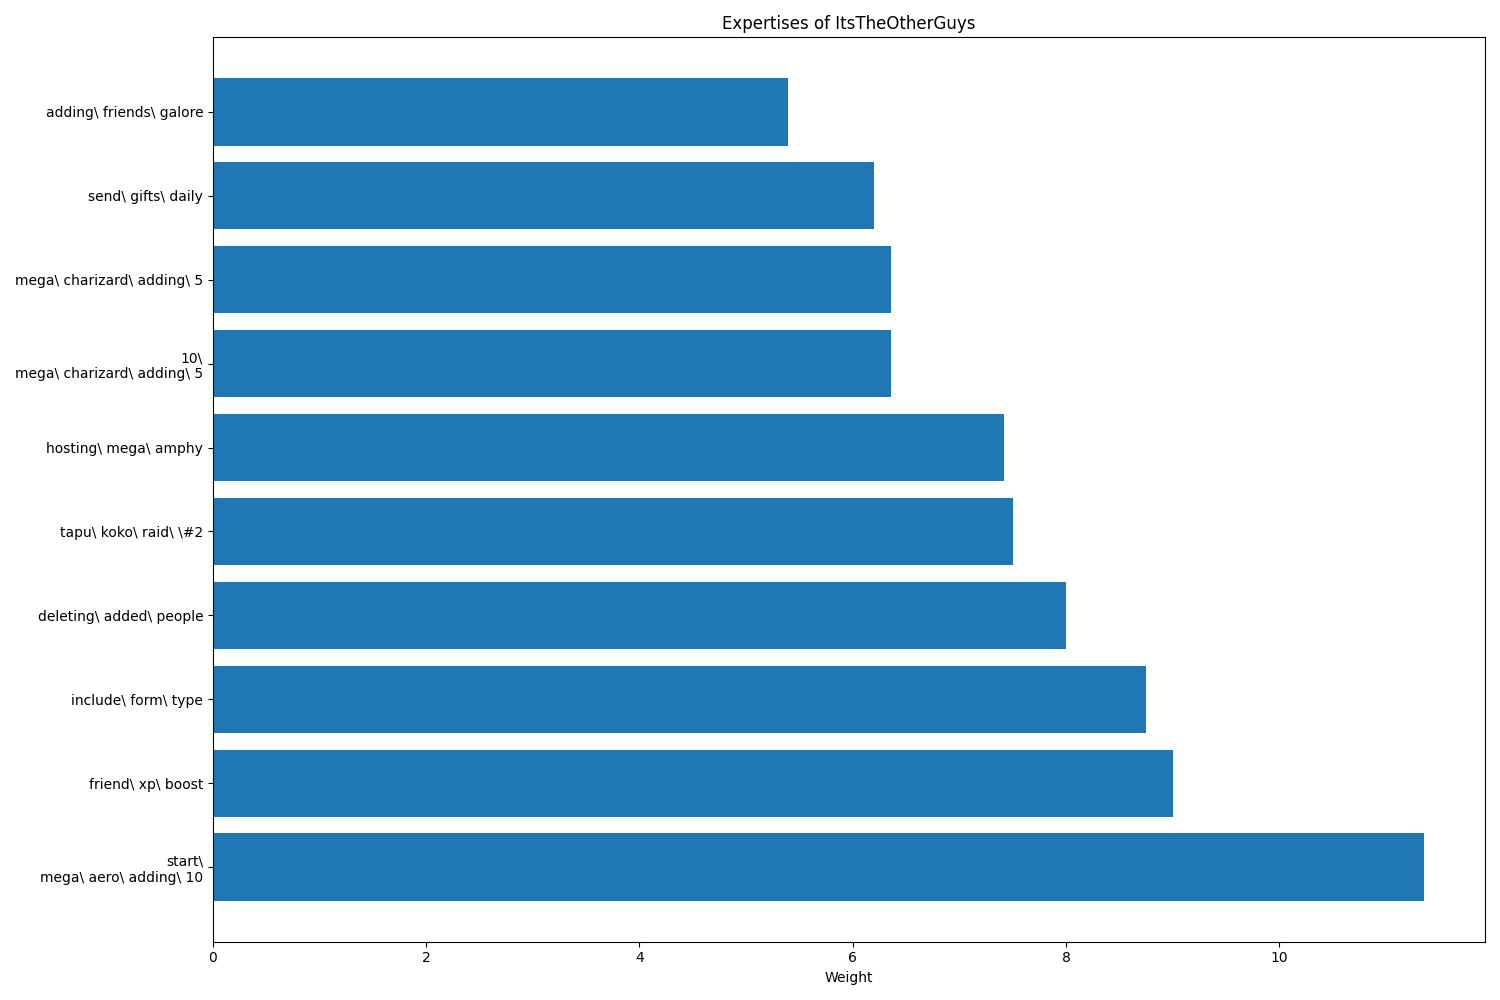 Expertises of ItsTheOtherGuys
adding\ friends\ galore
send\ gifts\ daily
mega\ charizard\ adding\ 5
10\
mega\ charizard\ adding\ 5
hosting\ mega\ amphy
tapu\ koko\ raid\ \#2
deleting\ added\ people
include\ form\ type
friend\ xp\ boost
start\
mega\ aero\ adding\ 10
0 2 4 6 8 10
Weight